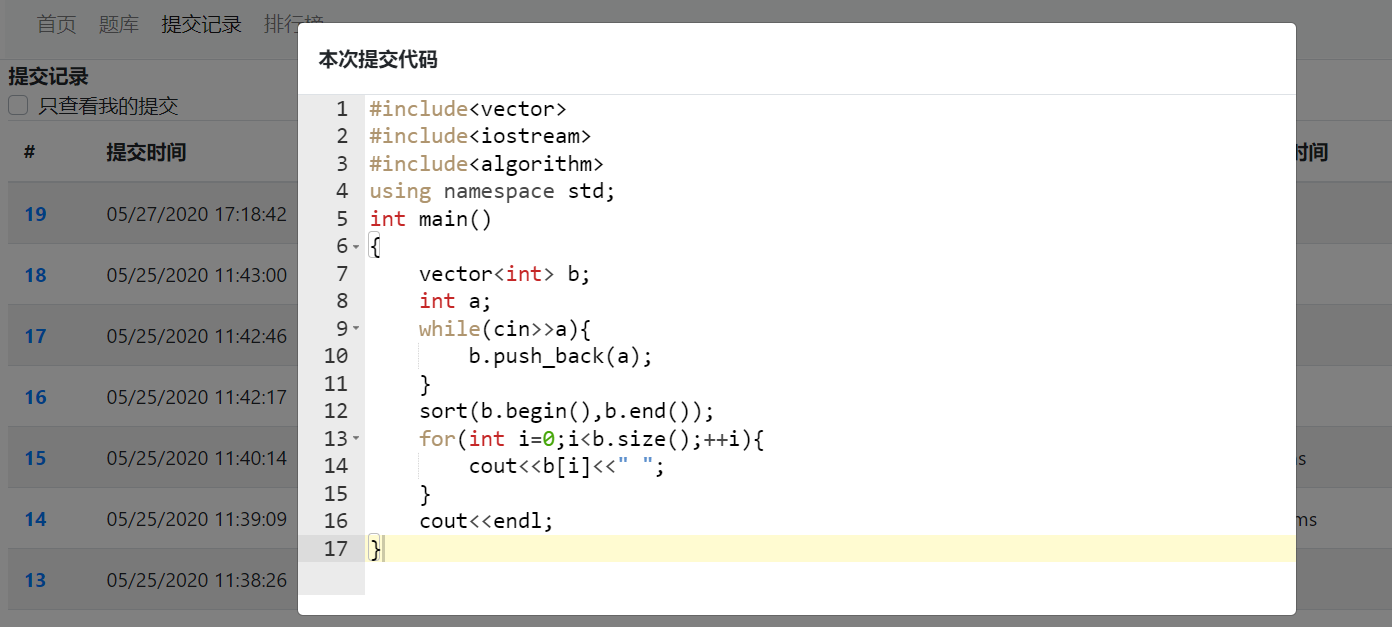 首页 题库 提交记录 排行榜
提交记录
只查看我的提交
# 提交时间 时间
19 05/27/2020 17:18:42
18 05/25/2020 11:43:00
17 05/25/2020 11:42:46
16 05/25/2020 11:42:17
15 05/25/2020 11:40:14 s
14 05/25/2020 11:39:09 ms
13 05/25/2020 11:38:26
本次提交代码
1 #include<vector>
2 #include<iostream>
3 #include<algorithm>
4 using namespace std;
5 int main()
6 {
7     vector<int> b;
8     int a;
9     while(cin>>a){
10         b.push_back(a);
11     }
12     sort(b.begin(),b.end());
13     for(int i=0;i<b.size();++i){
14         cout<<b[i]<<" ";
15     }
16     cout<<endl;
17 }